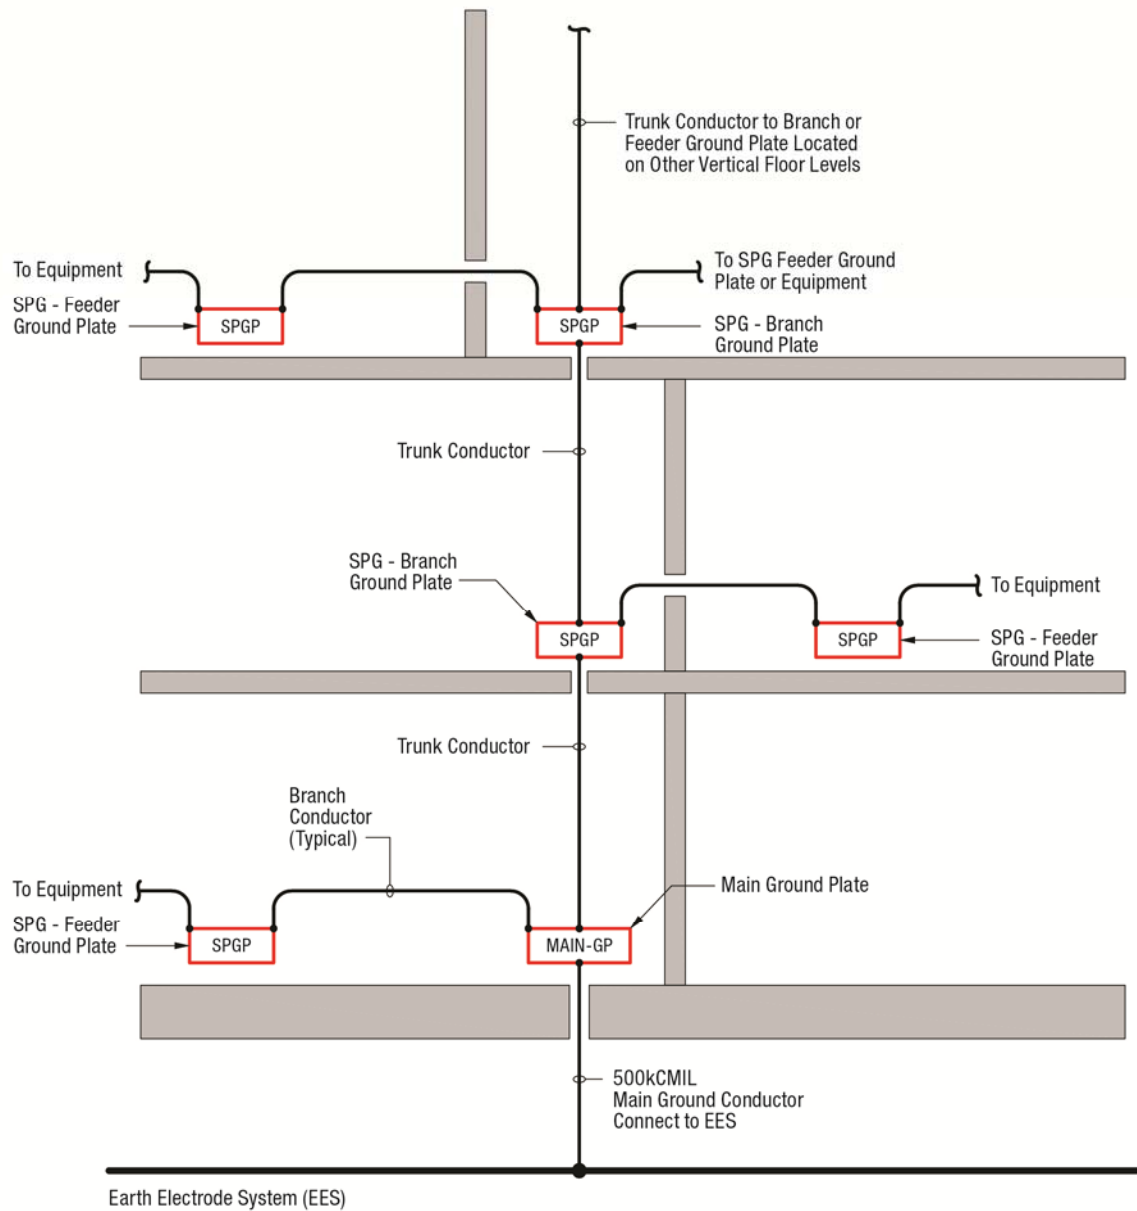 Trunk Conductor to Branch or
Feeder Ground Plate Located
on Other Vertical Floor Levels
To Equipment
To SPG Feeder Ground
Plate or Equipment
SPG - Feeder
Ground Plate
SPGP
SPGP
SPG - Branch
Ground Plate
Trunk Conductor
SPG - Branch
Ground Plate
To Equipment
SPGP
SPGP
SPG - Feeder
Ground Plate
Trunk Conductor
Branch
Conductor
(Typical)
To Equipment
Main Ground Plate
SPG - Feeder
Ground Plate
SPGP
MAIN-GP
500kCMIL
Main Ground Conductor
Connect to EES
Earth Electrode System (EES)